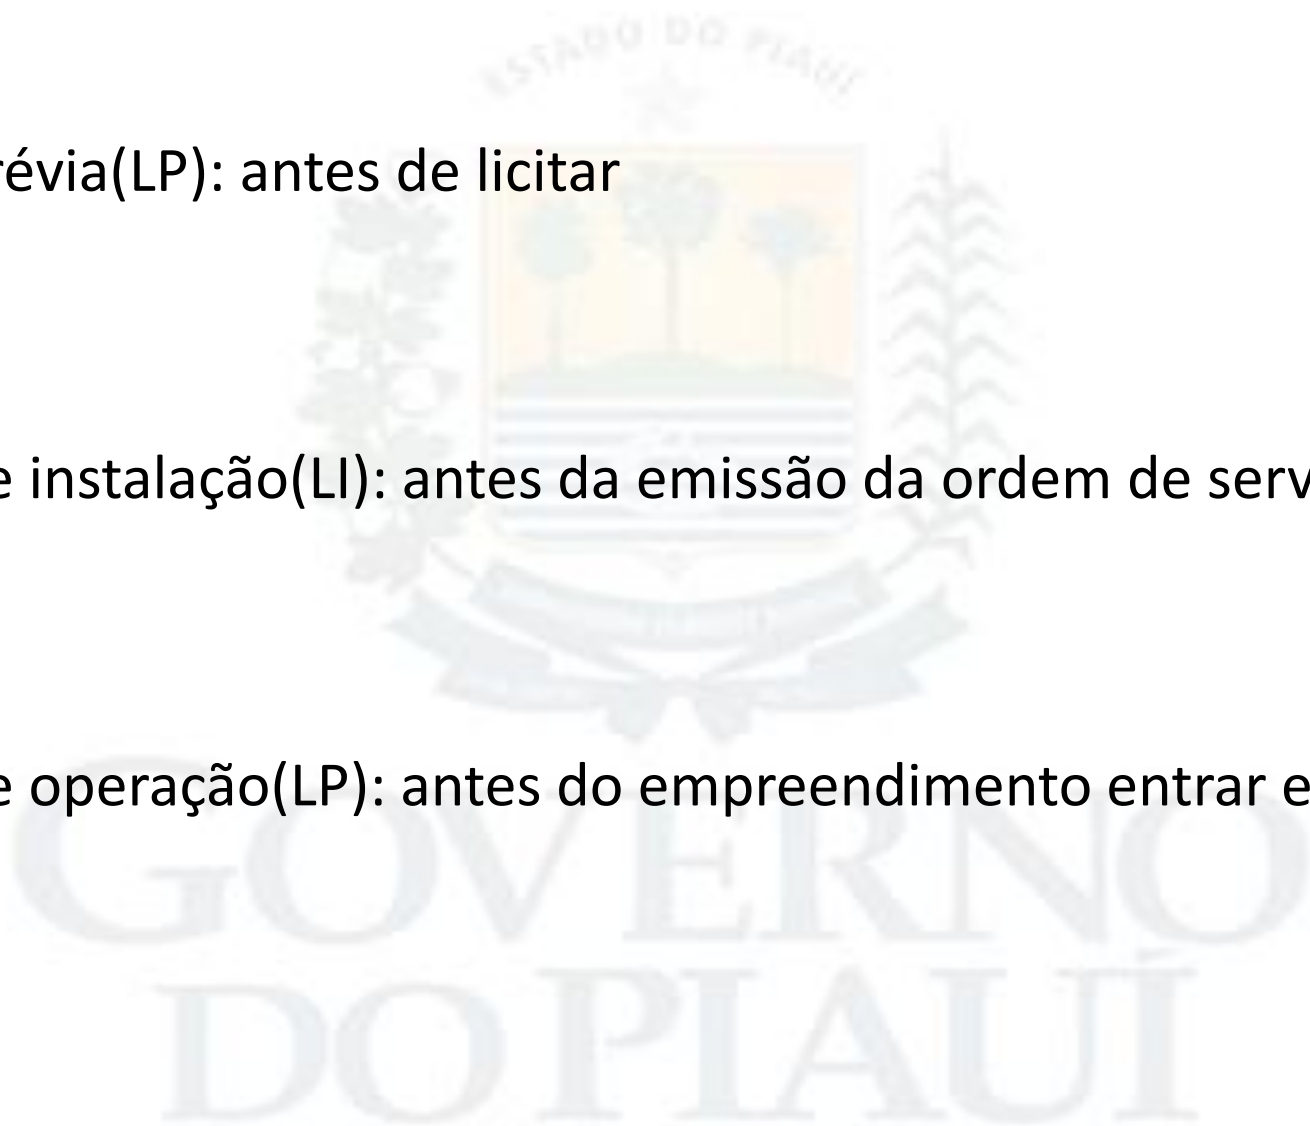 ESTADO DO PIAUÍ
révia(LP): antes de licitar
e instalação(LI): antes da emissão da ordem de serv
e operação(LP): antes do empreendimento entrar e
GOVERNO
DO PIAUÍ